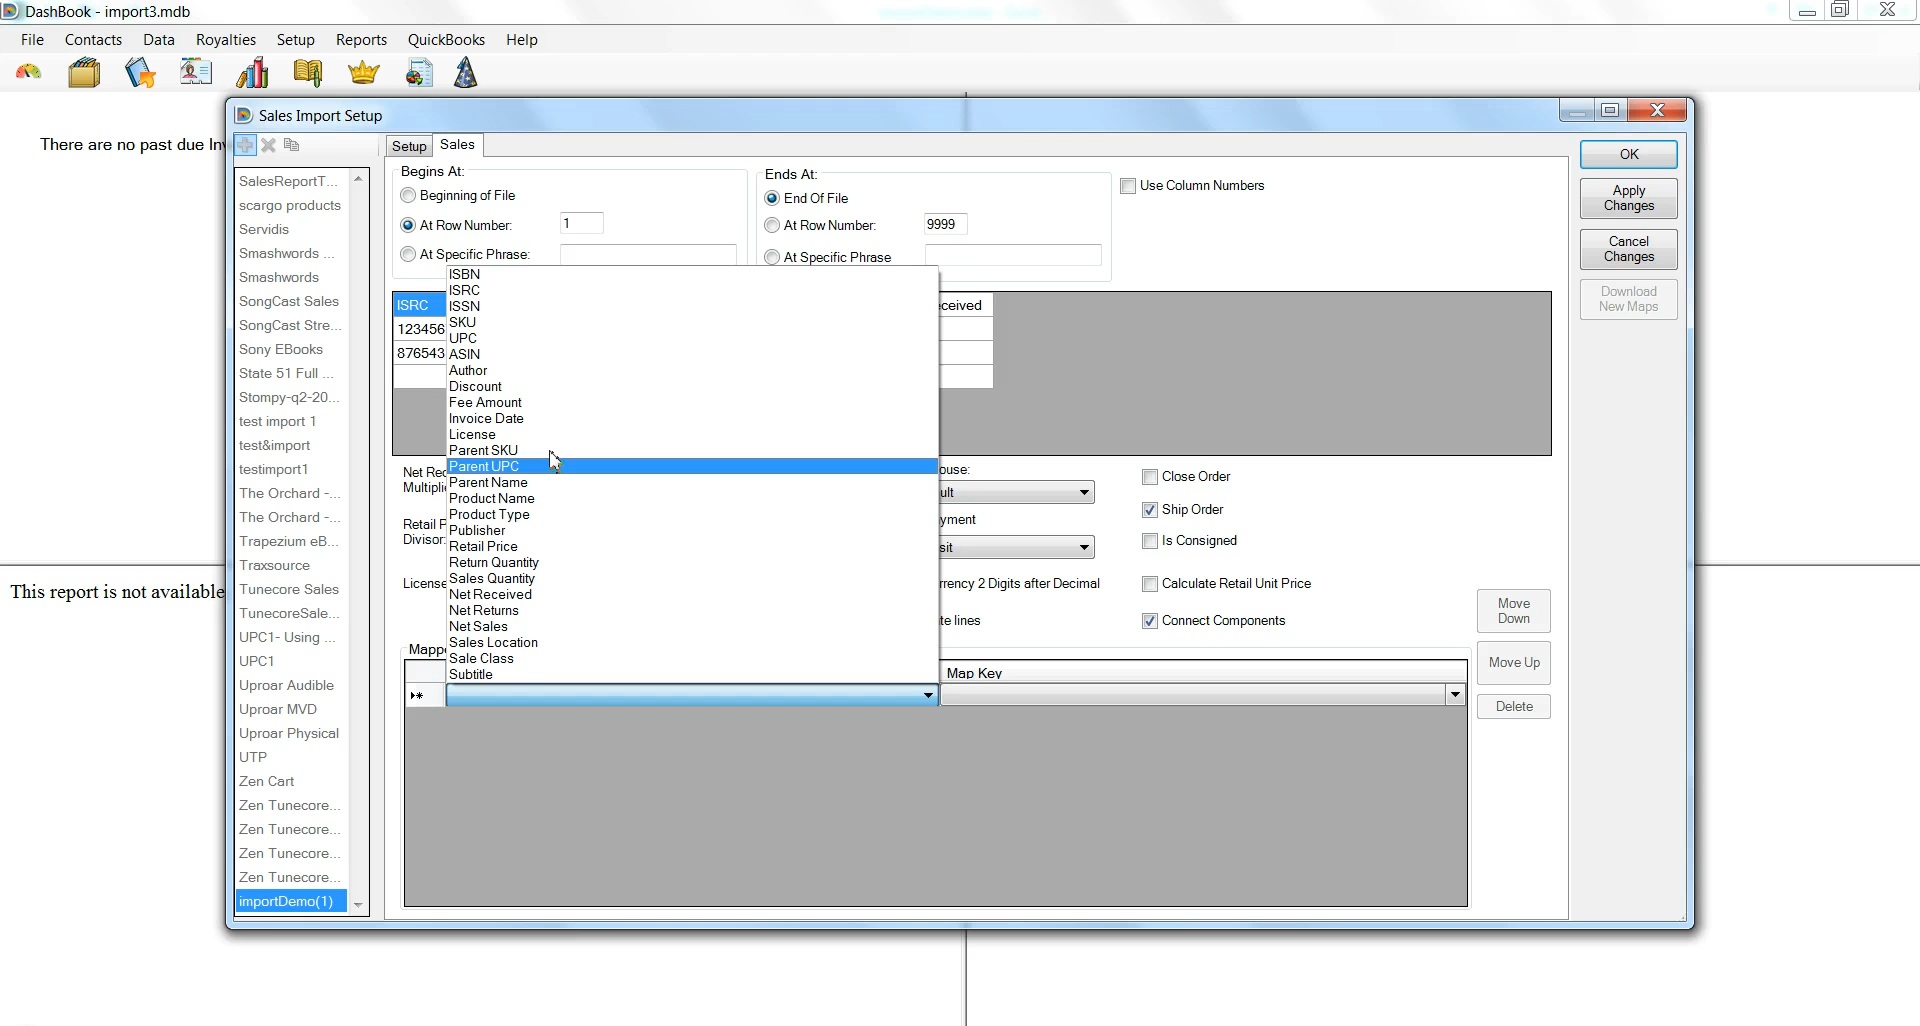 DashBook - import3.mdb
File Contacts Data Royalties Setup Reports QuickBooks Help
There are no past due Inv
This report is not available
Sales Import Setup
Setup Sales
SalesReportT...
scargo products
Servidis
Smashwords ...
Smashwords
SongCast Sales
SongCast Stre...
Sony EBooks
State 51 Full ...
Stompy-q2-20...
test import 1
test&import
testimport1
The Orchard -...
The Orchard -...
Trapezium eB...
Traxsource
Tunecore Sales
TunecoreSale...
UPC1- Using ...
UPC1
Uproar Audible
Uproar MVD
Uproar Physical
UTP
Zen Cart
Zen Tunecore...
Zen Tunecore...
Zen Tunecore...
Zen Tunecore...
importDemo(1)
Begins At:
Beginning of File
At Row Number: 1
At Specific Phrase:
Ends At:
End Of File
At Row Number: 9999
At Specific Phrase
Use Column Numbers
OK
Apply
Changes
Cancel
Changes
Download
New Maps
ISRC
123456
876543
ceived
ISBN
ISRC
ISSN
SKU
UPC
ASIN
Author
Discount
Fee Amount
Invoice Date
License
Parent SKU
Parent UPC
Parent Name
Product Name
Product Type
Publisher
Retail Price
Return Quantity
Sales Quantity
Net Received
Net Returns
Net Sales
Sales Location
Sale Class
Subtitle
Net Rec
Multipli
Retail P
Divisor:
License
ouse:
ult
yment
sit
rrency 2 Digits after Decimal
te lines
Close Order
Ship Order
Is Consigned
Calculate Retail Unit Price
Connect Components
Mappe
Map Key
Move
Down
Move Up
Delete